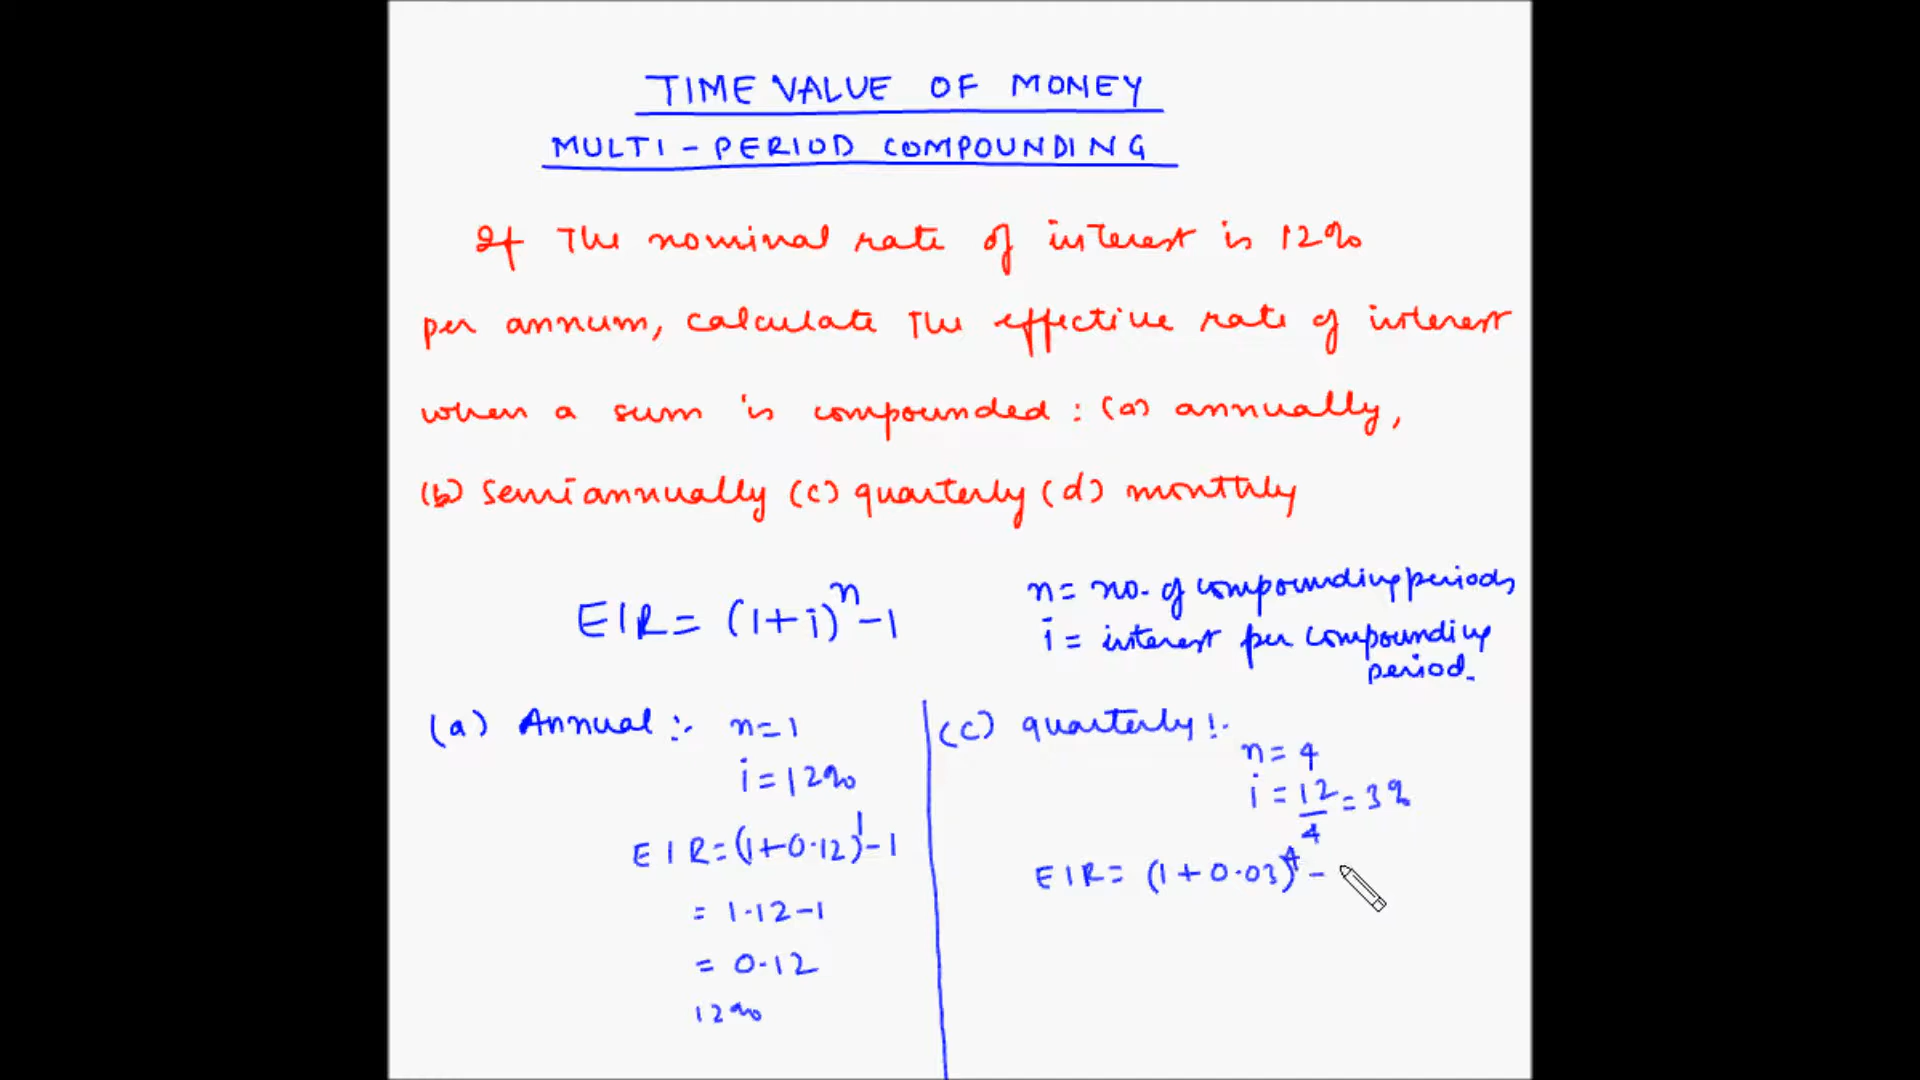 TIME VALUE OF MONEY
MULTI-PERIOD COMPOUNDING
If The nominal rate of interest is 12%
per annum, calculate The effective rate of interest
when a sum is compounded: (a) annually,
(b) semiannually (c) quarterly (d) monthly
EIR = (1+i)^n -1
n = no. of compounding periods
i = interest per compounding
period.
(a) Annual :- n=1
i = 12%
EIR = (1+0.12)^1 -1
= 1.12-1
= 0.12
12%
(c) quarterly :-
n = 4
i = 12/4 = 3%
EIR = (1+0.03)^4 -